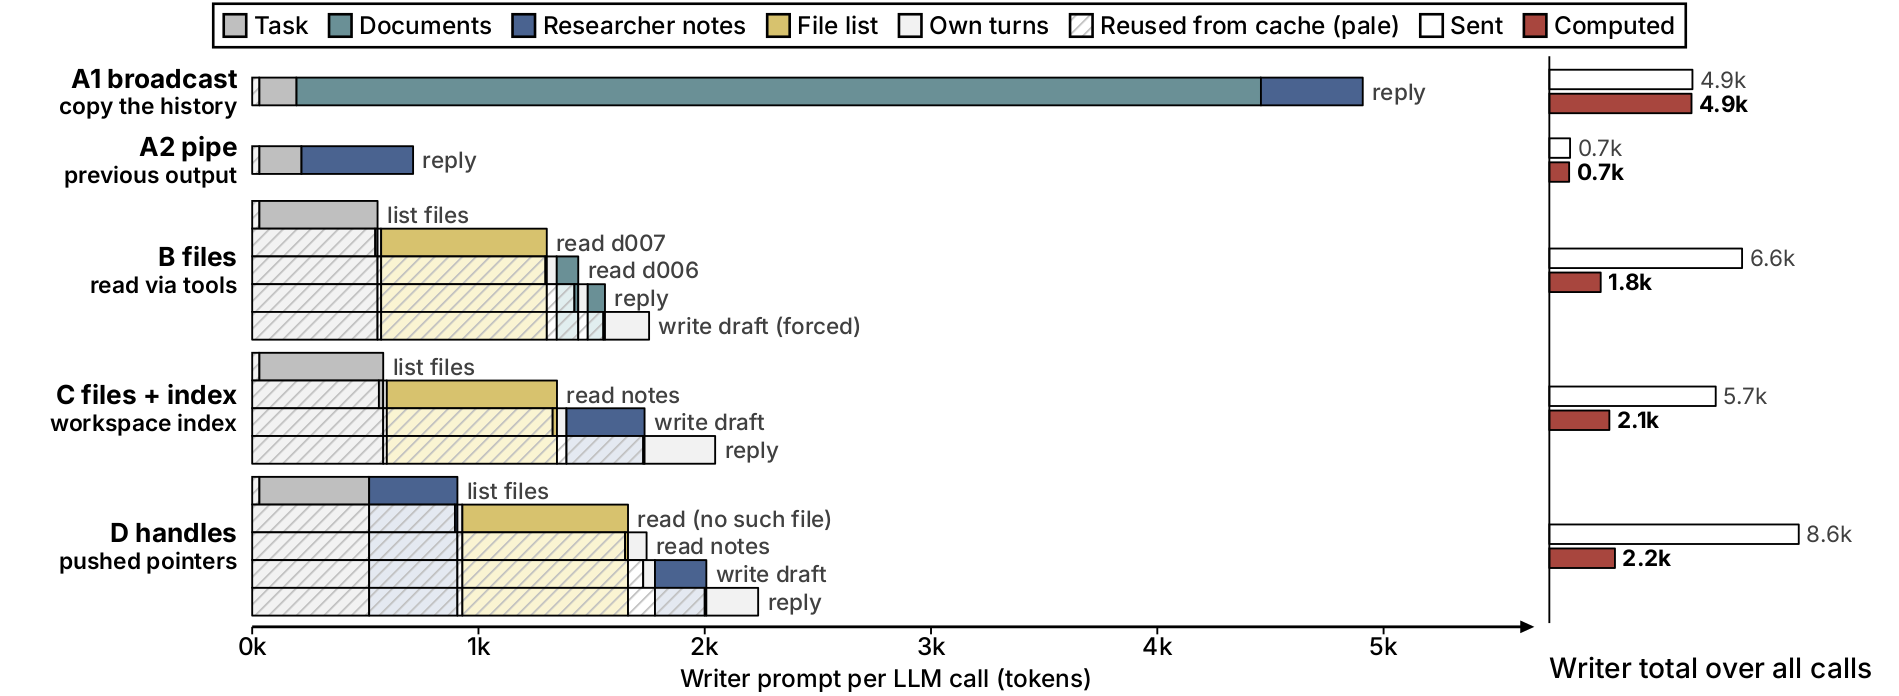 Task Documents Researcher notes File list Own turns Reused from cache (pale) Sent Computed
A1 broadcast
copy the history
reply
4.9k
4.9k
A2 pipe
previous output
reply
0.7k
0.7k
B files
read via tools
list files
read d007
read d006
reply
write draft (forced)
6.6k
1.8k
C files + index
workspace index
list files
read notes
write draft
reply
5.7k
2.1k
D handles
pushed pointers
list files
read (no such file)
read notes
write draft
reply
8.6k
2.2k
0k 1k 2k 3k 4k 5k
Writer prompt per LLM call (tokens)
Writer total over all calls